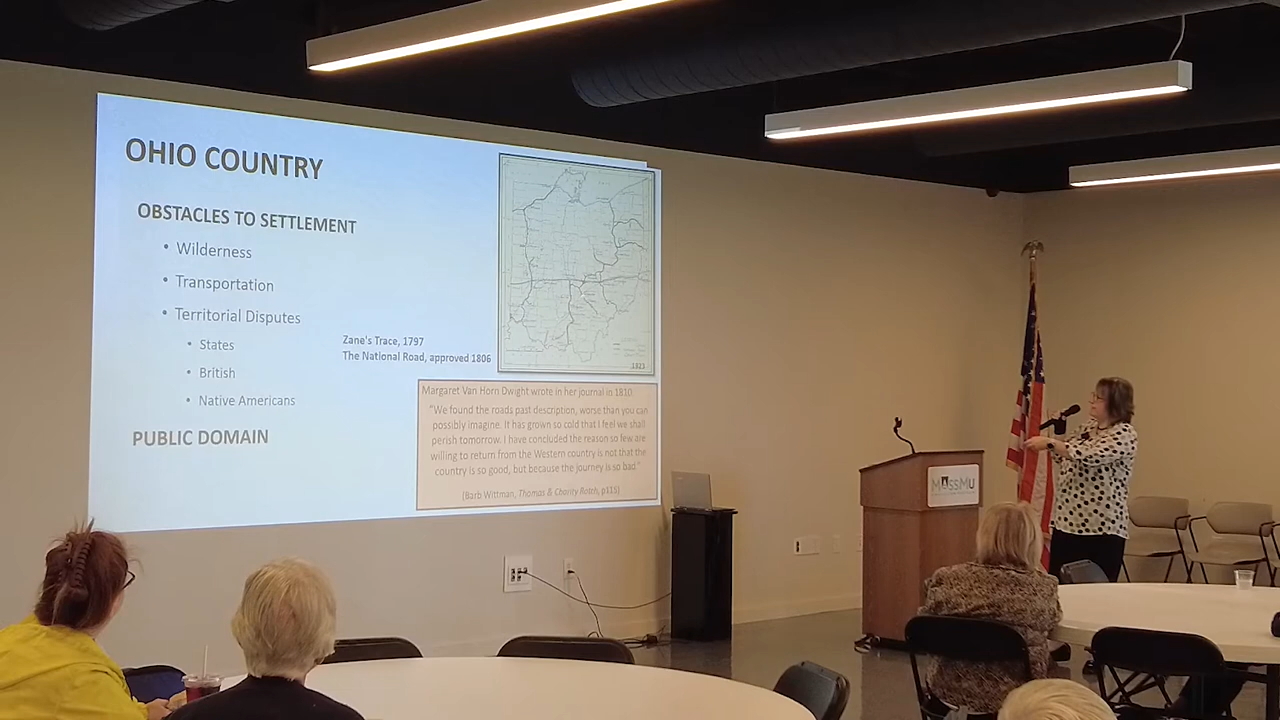 OHIO COUNTRY
OBSTACLES TO SETTLEMENT
• Wilderness
• Transportation
• Territorial Disputes
• States
• British
• Native Americans
PUBLIC DOMAIN
Zane's Trace, 1797
The National Road, approved 1806
1823
Margaret Van Horn Dwight wrote in her journal in 1810:
"We found the roads past description, worse than you can
possibly imagine. It has grown so cold that I feel we shall
perish tomorrow. I have concluded the reason so few are
willing to return from the Western country is not that the
country is so good, but because the journey is so bad."
(Barb Wittman, Thomas & Charity Rotch, p115)
MASSMU